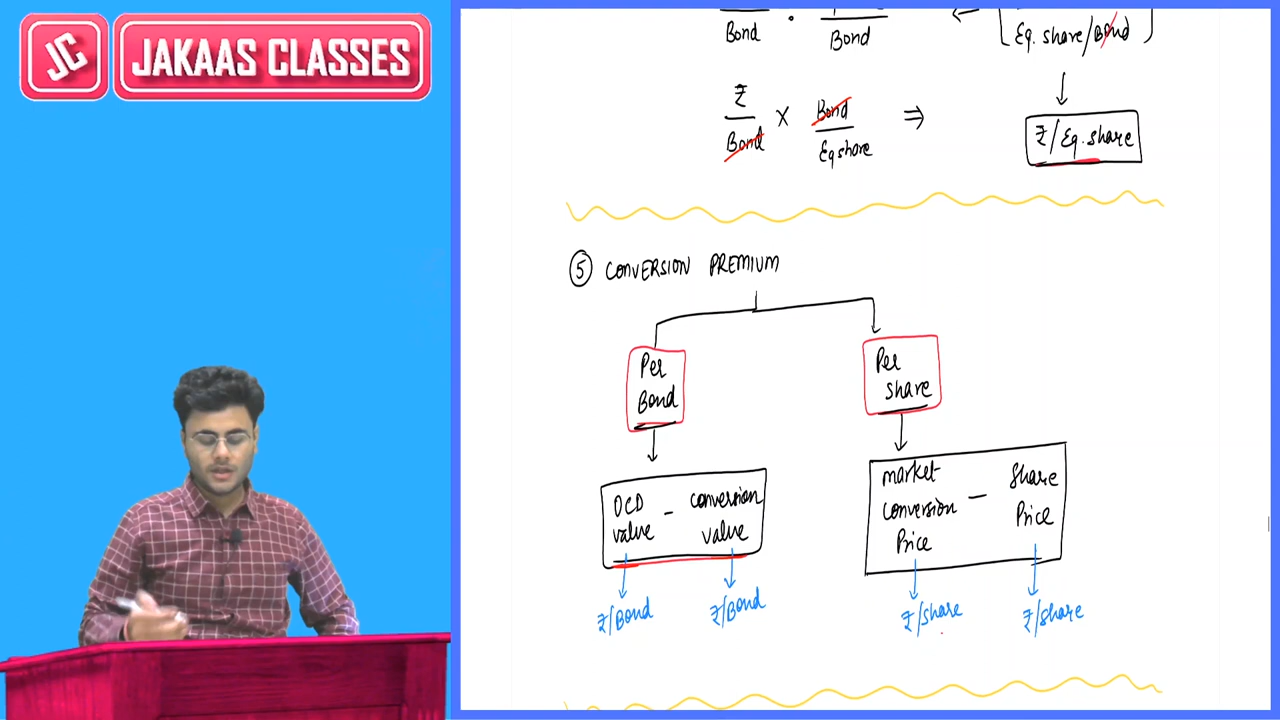 JC JAKAAS CLASSES
Bond . Bond ← Eq. share/Bond
₹
Bond × Bond ⇒ ₹/Eq. share
Bond Eq share
⑤ CONVERSION PREMIUM
Per
Bond
Per
share
OCD – conversion
value value
market – share
conversion Price
Price
₹/Bond ₹/Bond ₹/share ₹/share